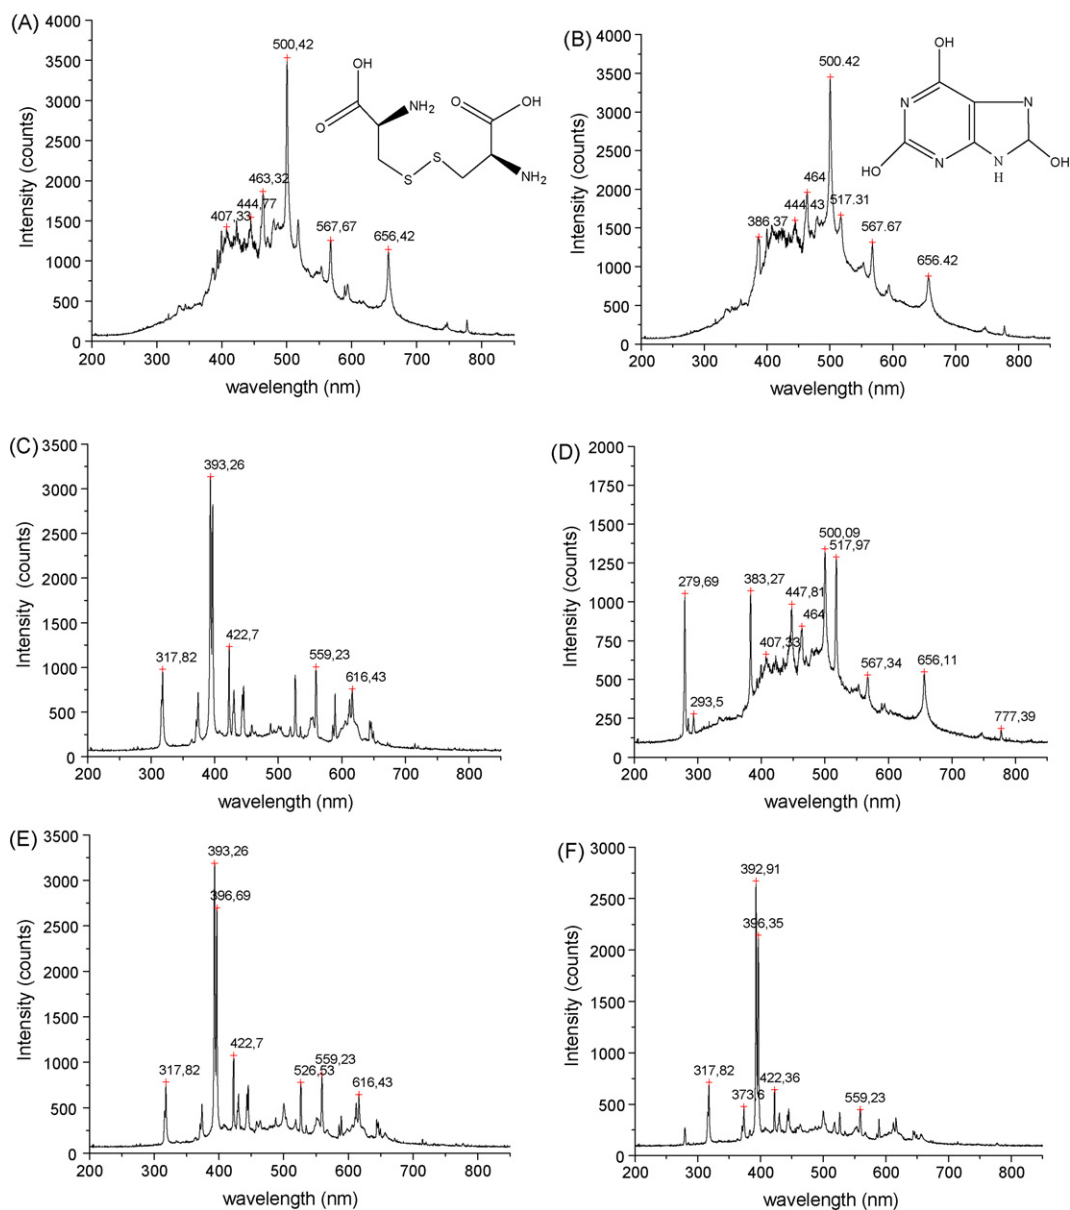 (A)
4000
3500
3000
2500
2000
1500
1000
500
0
Intensity (counts)
500,42
463,32
444,77
407,33
567,67
656,42
OH
O
NH2
S
S
O
OH
NH2
200 300 400 500 600 700 800
wavelength (nm)
(B)
4000
3500
3000
2500
2000
1500
1000
500
0
Intensity (counts)
500.42
464
517.31
444,43
386,37
567.67
656.42
OH
N
N
N
N
H
HO
OH
200 300 400 500 600 700 800
wavelength (nm)
(C)
3500
3000
2500
2000
1500
1000
500
0
Intensity (counts)
393,26
422,7
317,82
559,23
616,43
200 300 400 500 600 700 800
wavelength (nm)
(D)
2000
1750
1500
1250
1000
750
500
250
0
Intensity (counts)
500,09
517,97
279,69
383,27
447,81
464
407,33
567,34
656,11
293,5
777,39
200 300 400 500 600 700 800
wavelength (nm)
(E)
3500
3000
2500
2000
1500
1000
500
0
Intensity (counts)
393,26
396,69
422,7
317,82
559,23
526,53
616,43
200 300 400 500 600 700 800
wavelength (nm)
(F)
3000
2500
2000
1500
1000
500
0
Intensity (counts)
392,91
396,35
317,82
422,36
373,6
559,23
200 300 400 500 600 700 800
wavelength (nm)